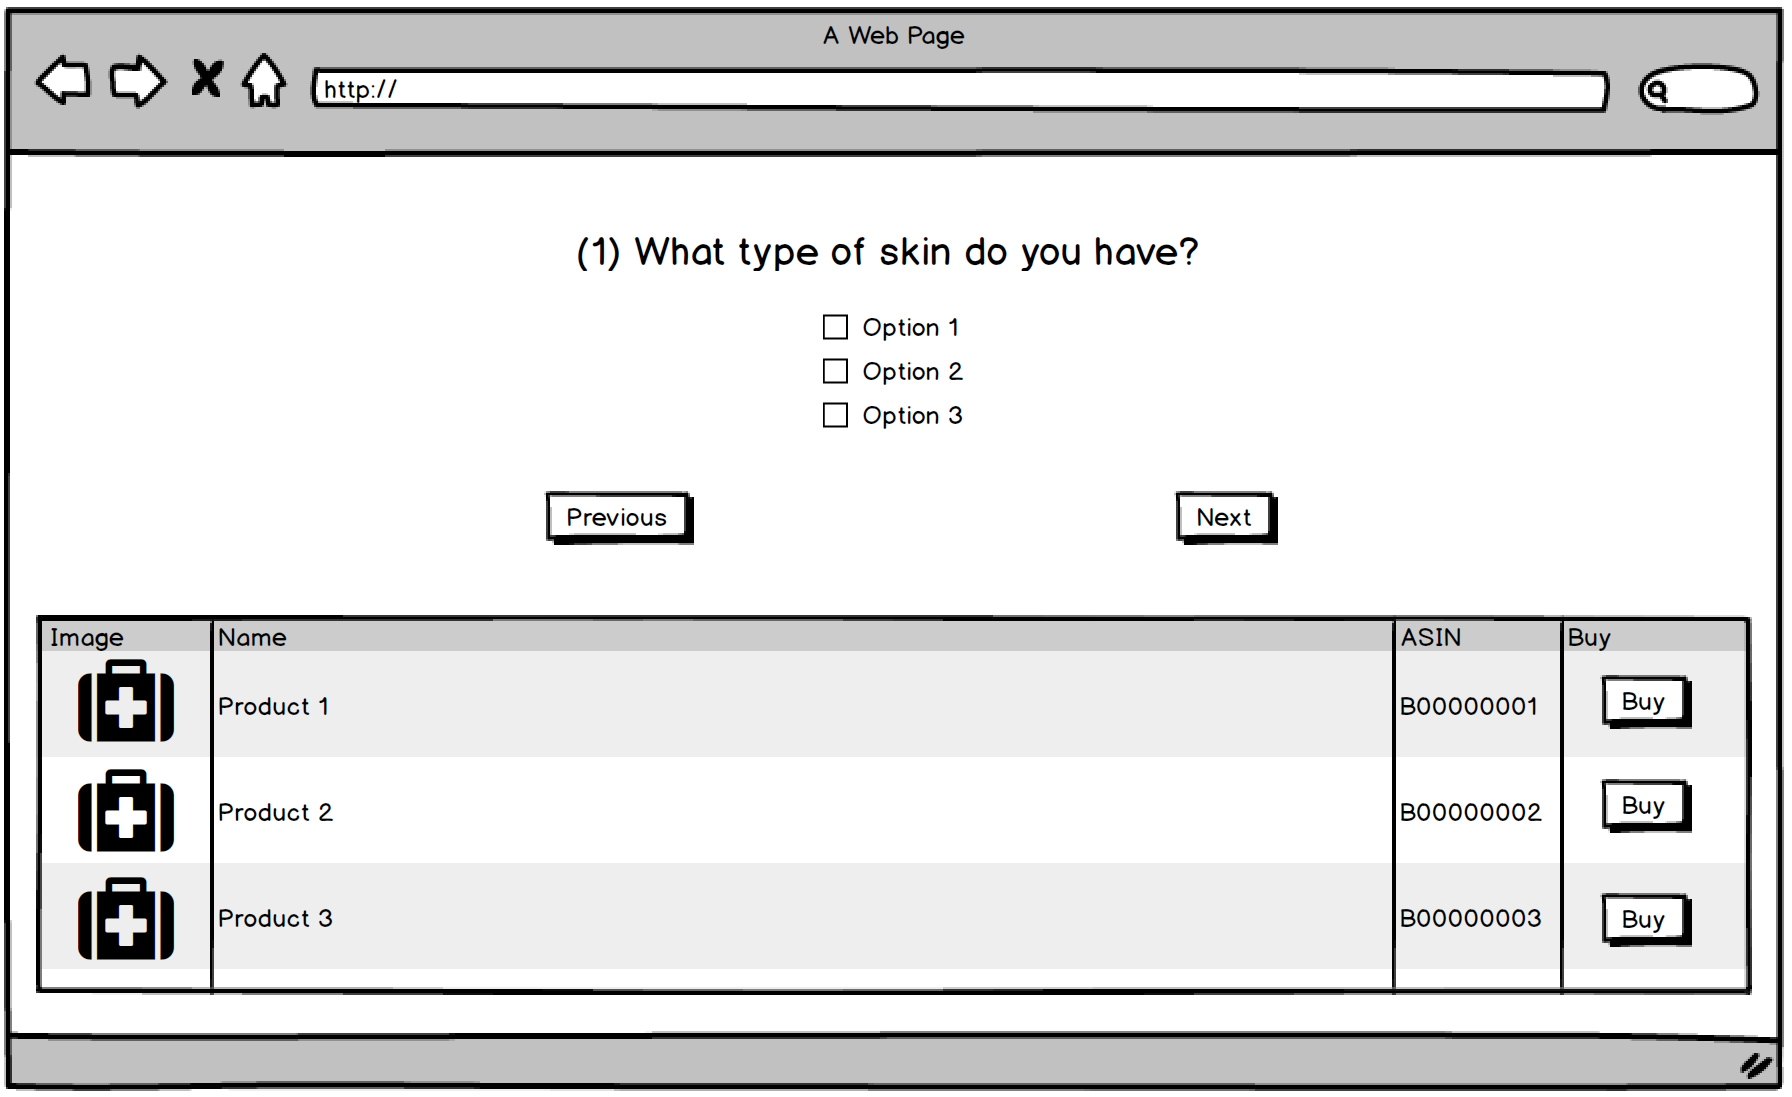 A Web Page
http://
(1) What type of skin do you have?
Option 1
Option 2
Option 3
Previous Next
Image Name ASIN Buy
Product 1 B00000001 Buy
Product 2 B00000002 Buy
Product 3 B00000003 Buy